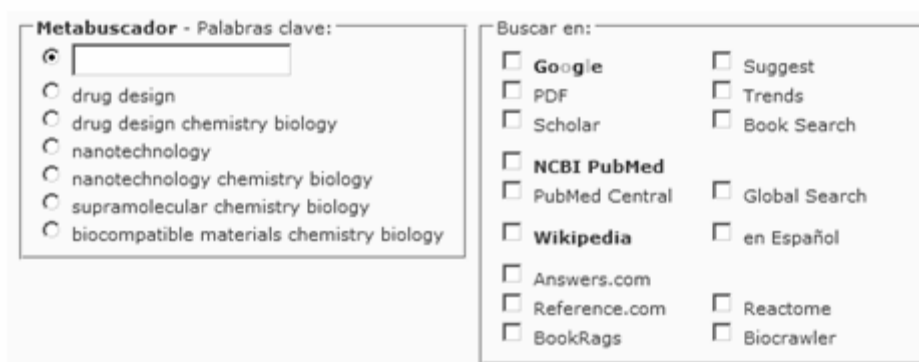 Metabuscador - Palabras clave:
drug design
drug design chemistry biology
nanotechnology
nanotechnology chemistry biology
supramolecular chemistry biology
biocompatible materials chemistry biology
Buscar en:
Google Suggest
PDF Trends
Scholar Book Search
NCBI PubMed
PubMed Central Global Search
Wikipedia en Español
Answers.com
Reference.com Reactome
BookRags Biocrawler